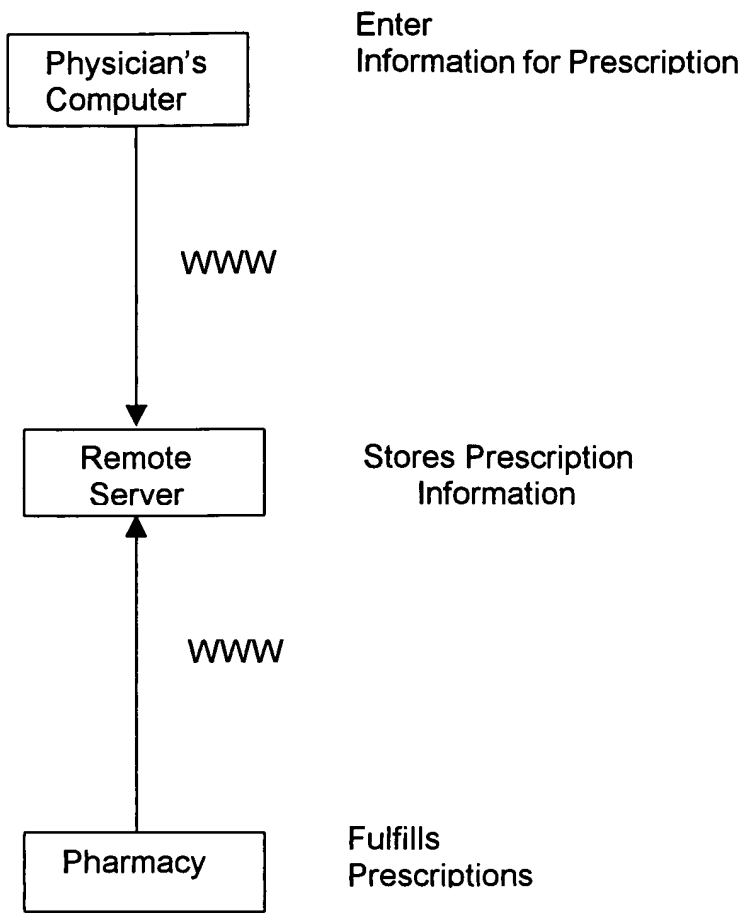 Physician's
Computer
Enter
Information for Prescription
WWW
Remote
Server
Stores Prescription
Information
WWW
Pharmacy
Fulfills
Prescriptions